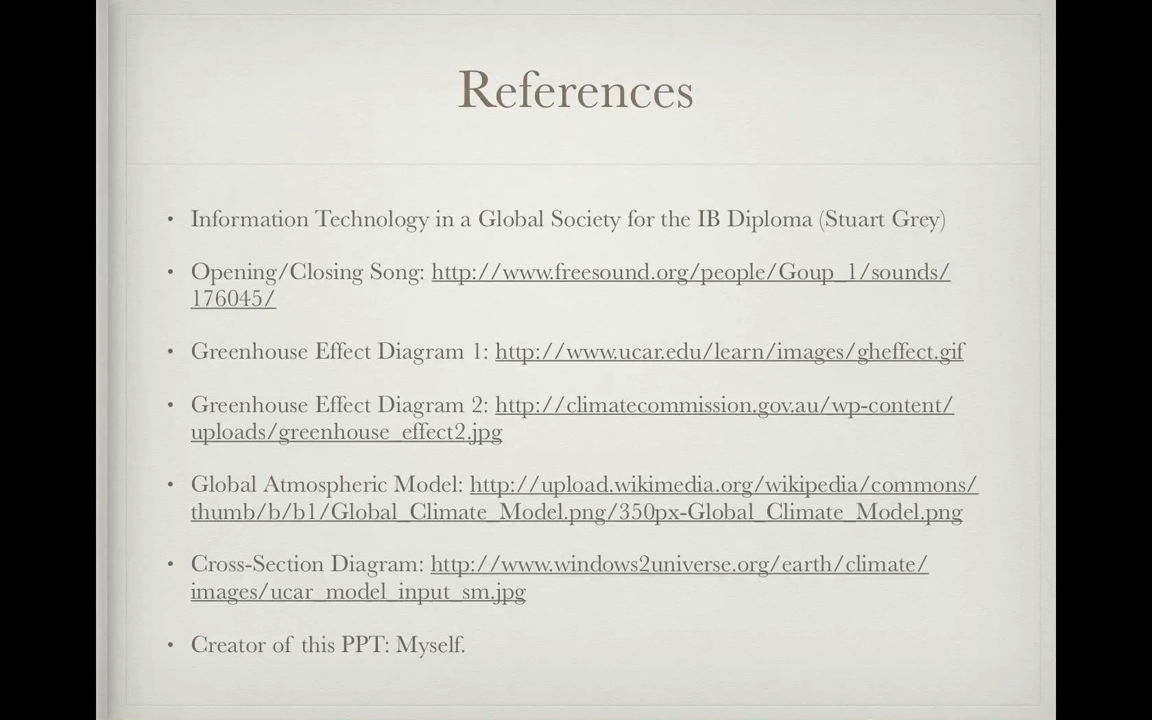 References
• Information Technology in a Global Society for the IB Diploma (Stuart Grey)
• Opening/Closing Song: http://www.freesound.org/people/Goup_1/sounds/
176045/
• Greenhouse Effect Diagram 1: http://www.ucar.edu/learn/images/gheffect.gif
• Greenhouse Effect Diagram 2: http://climatecommission.gov.au/wp-content/
uploads/greenhouse_effect2.jpg
• Global Atmospheric Model: http://upload.wikimedia.org/wikipedia/commons/
thumb/b/b1/Global_Climate_Model.png/350px-Global_Climate_Model.png
• Cross-Section Diagram: http://www.windows2universe.org/earth/climate/
images/ucar_model_input_sm.jpg
• Creator of this PPT: Myself.